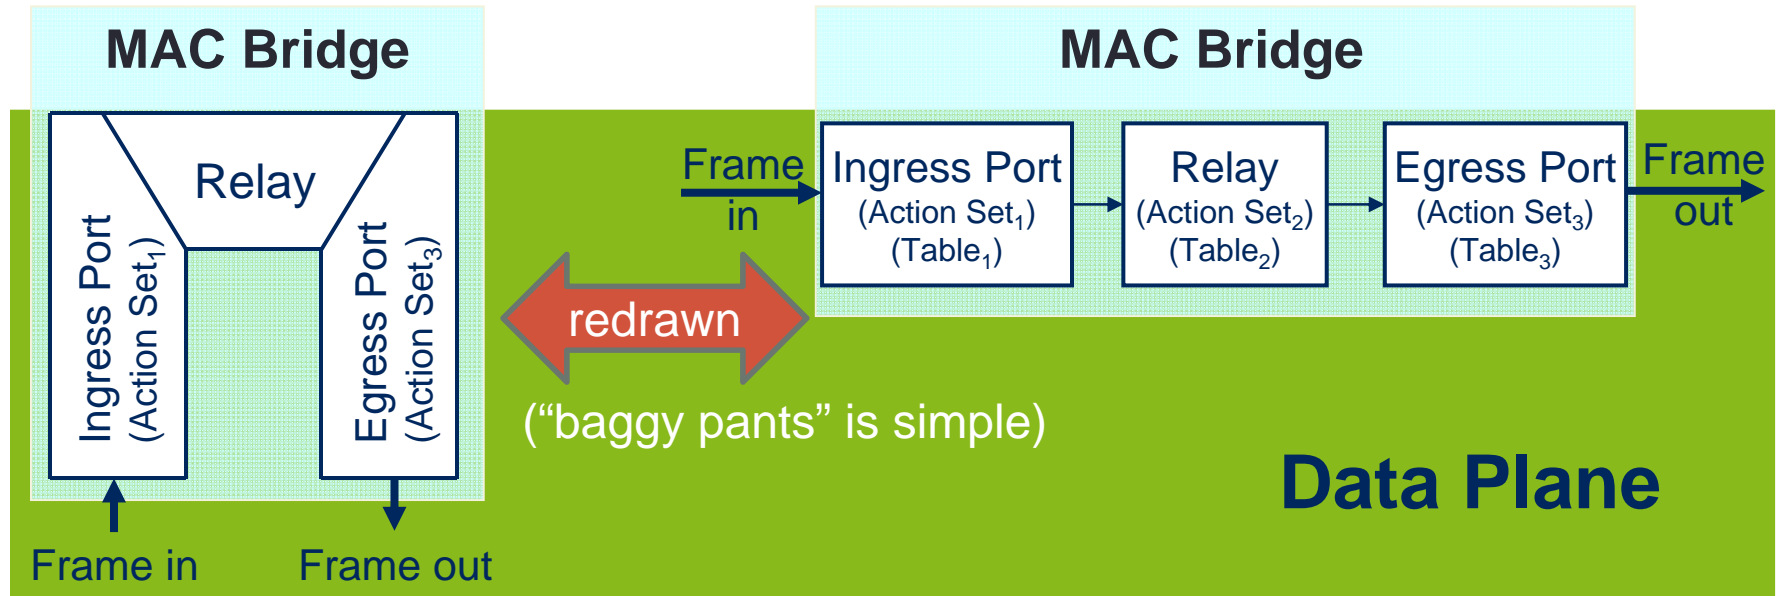 MAC Bridge
Relay
Ingress Port
(Action Set₁)
Egress Port
(Action Set₃)
Frame in
Frame out
redrawn
(“baggy pants” is simple)
MAC Bridge
Frame
in
Ingress Port
(Action Set₁)
(Table₁)
Relay
(Action Set₂)
(Table₂)
Egress Port
(Action Set₃)
(Table₃)
Frame
out
Data Plane